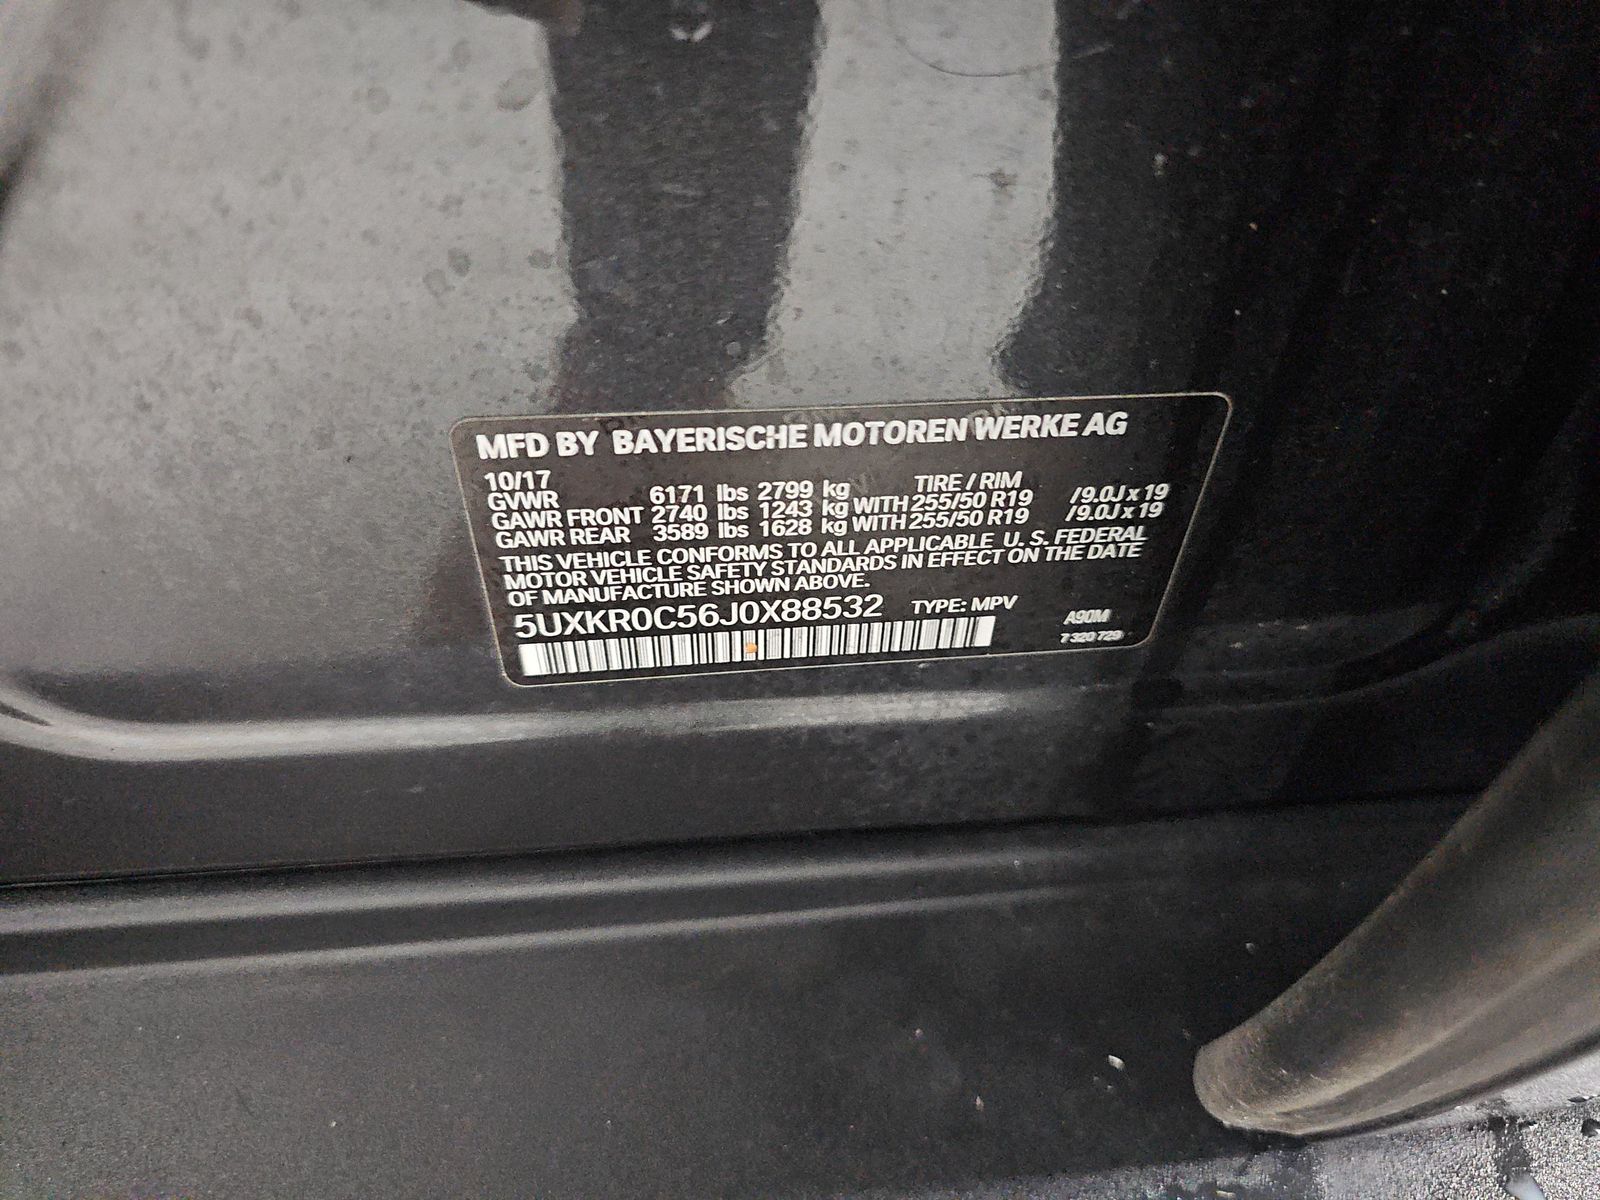 MFD BY BAYERISCHE MOTOREN WERKE AG
10/17 TIRE / RIM
GVWR 6171 lbs 2799 kg
GAWR FRONT 2740 lbs 1243 kg WITH 255/50 R19 /9.0J x 19
GAWR REAR 3589 lbs 1628 kg WITH 255/50 R19 /9.0J x 19
THIS VEHICLE CONFORMS TO ALL APPLICABLE U. S. FEDERAL
MOTOR VEHICLE SAFETY STANDARDS IN EFFECT ON THE DATE
OF MANUFACTURE SHOWN ABOVE.
5UXKR0C56J0X88532 TYPE: MPV A90M
7 320 729